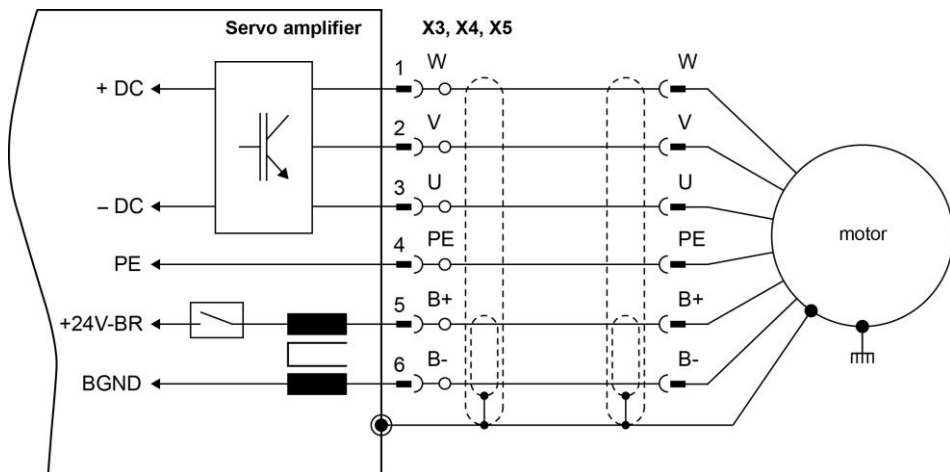 Servo amplifier X3, X4, X5
+ DC 1 W W
2 V V
– DC 3 U U
PE 4 PE PE
motor
+24V-BR 5 B+ B+
BGND 6 B- B-